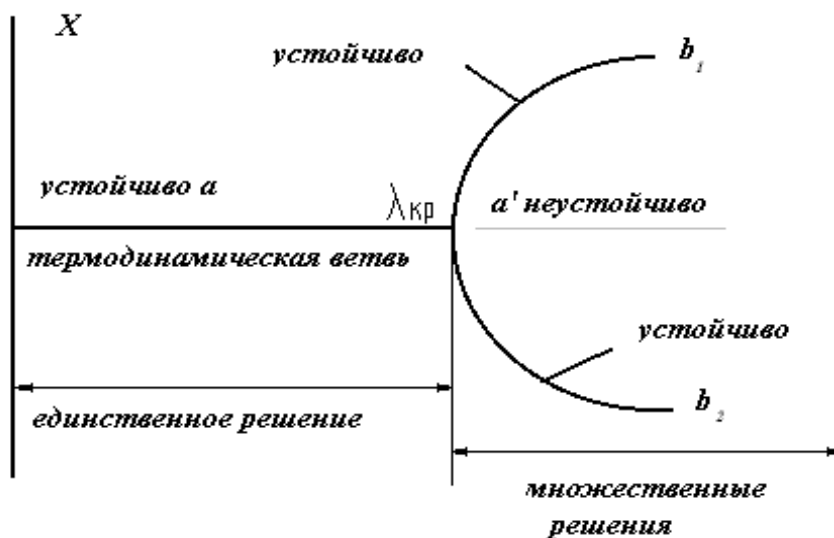 X
устойчиво
b₁
устойчиво a
λкр
a' неустойчиво
термодинамическая ветвь
устойчиво
единственное решение
b₂
множественные
решения